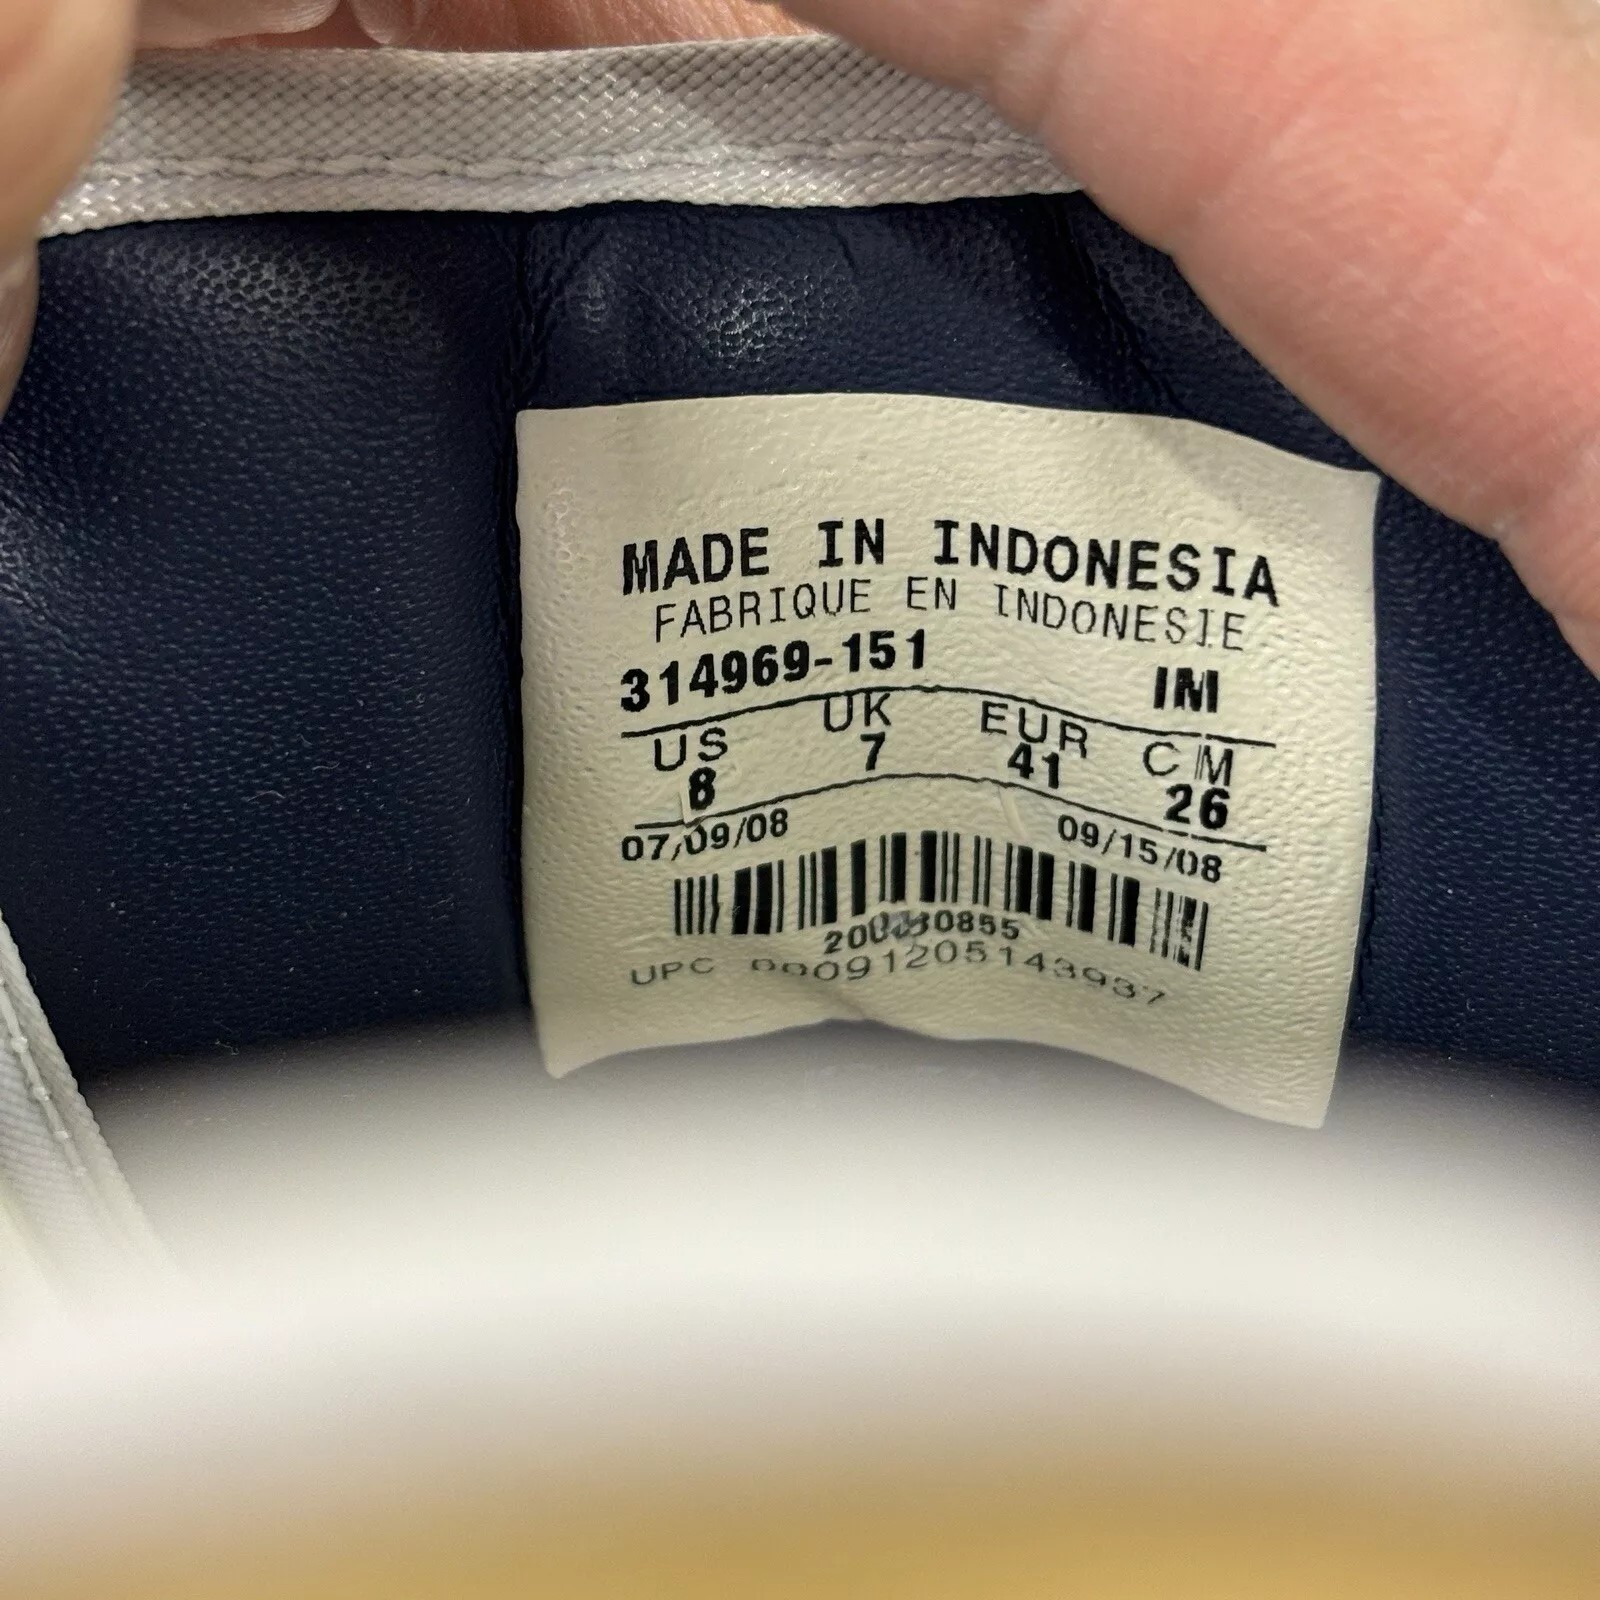 MADE IN INDONESIA
FABRIQUE EN INDONESIE
314969-151 IM
US UK EUR CM
8 7 41 26
07/09/08 09/15/08
UPC